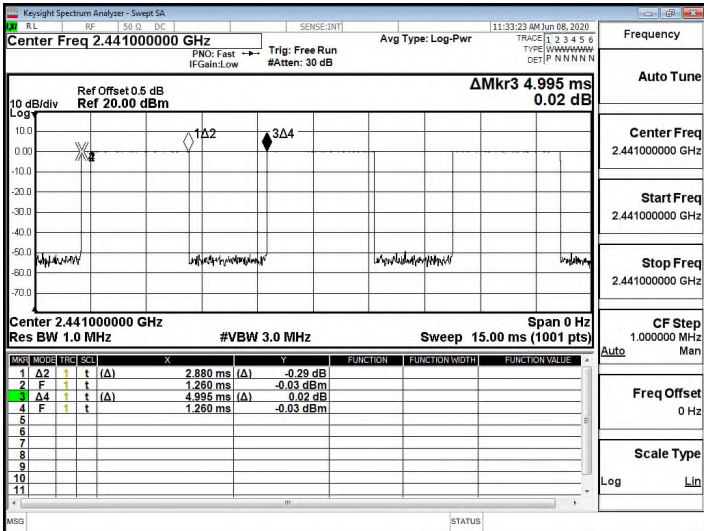 Keysight Spectrum Analyzer - Swept SA
LXI RL RF 50 Ω DC SENSE:INT 11:33:23 AM Jun 08, 2020
Center Freq 2.441000000 GHz
PNO: Fast
IFGain:Low
Trig: Free Run
#Atten: 30 dB
Avg Type: Log-Pwr
TRACE 1 2 3 4 5 6
TYPE WWWWWW
DET P N N N N N
Frequency
Auto Tune
Ref Offset 0.5 dB
10 dB/div Ref 20.00 dBm
ΔMkr3 4.995 ms
0.02 dB
Log
10.0
0.00
-10.0
-20.0
-30.0
-40.0
-50.0
-60.0
-70.0
1Δ2
3Δ4
Center 2.441000000 GHz Span 0 Hz
Res BW 1.0 MHz #VBW 3.0 MHz Sweep 15.00 ms (1001 pts)
MKR MODE TRC SCL X Y FUNCTION FUNCTION WIDTH FUNCTION VALUE
1 Δ2 1 t (Δ) 2.880 ms (Δ) -0.29 dB
2 F 1 t 1.260 ms -0.03 dBm
3 Δ4 1 t (Δ) 4.995 ms (Δ) 0.02 dB
4 F 1 t 1.260 ms -0.03 dBm
5
6
7
8
9
10
11
MSG STATUS
Center Freq
2.441000000 GHz
Start Freq
2.441000000 GHz
Stop Freq
2.441000000 GHz
CF Step
1.000000 MHz
Auto Man
Freq Offset
0 Hz
Scale Type
Log Lin